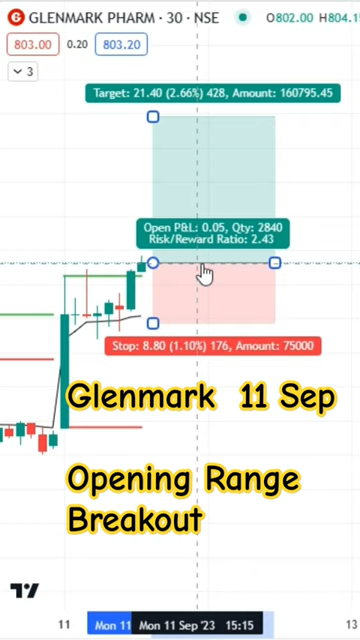 GLENMARK PHARM · 30 · NSE O802.00 H804.15
803.00 0.20 803.20
3
Target: 21.40 (2.66%) 428, Amount: 160795.45
Open P&L: 0.05, Qty: 2840
Risk/Reward Ratio: 2.43
Stop: 8.80 (1.10%) 176, Amount: 75000
Glenmark 11 Sep
Opening Range
Breakout
11 Mon 11 Mon 11 Sep '23 15:15 13